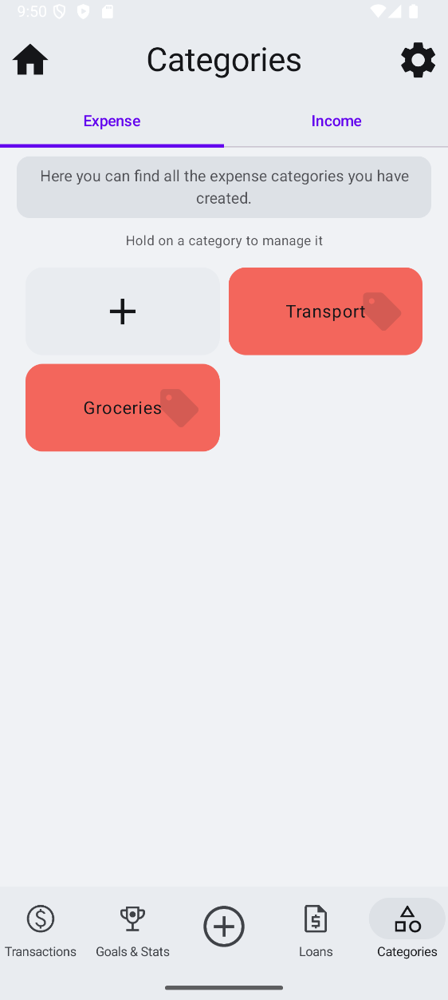 9:50
Categories
Expense
Income
Here you can find all the expense categories you have
created.
Hold on a category to manage it
Transport
Groceries
Transactions
Goals & Stats
Loans
Categories